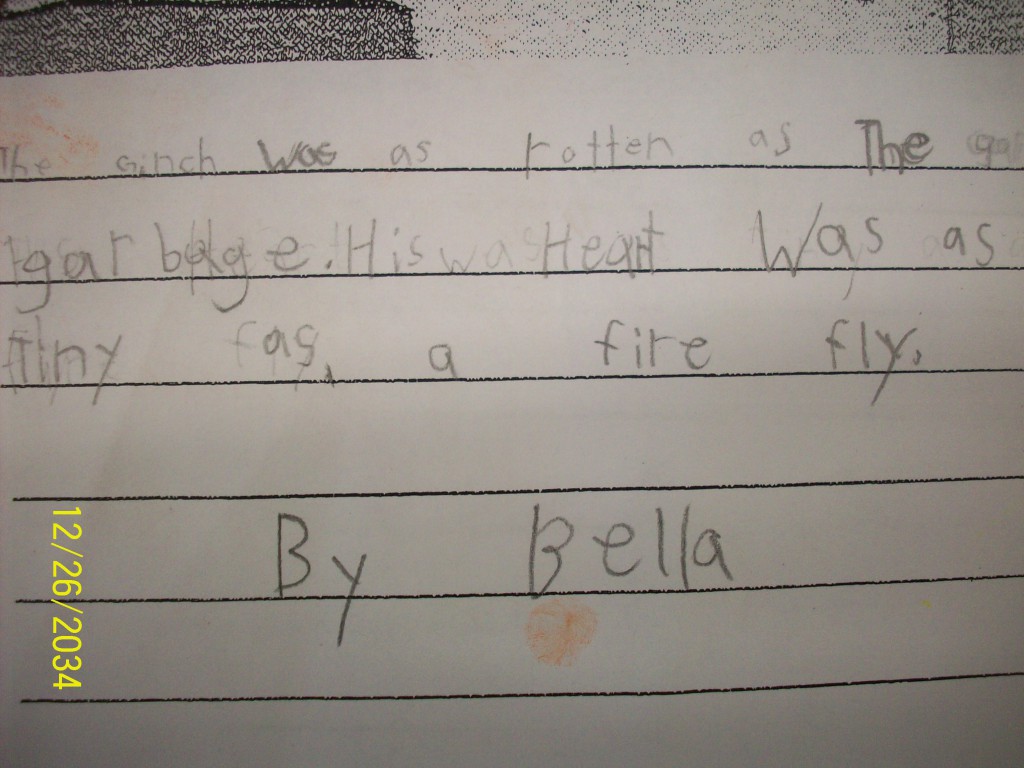 The Ginch was as rotten as The
garbage. His Heart Was as
Tiny as a fire fly.
By Bella
12/26/2034